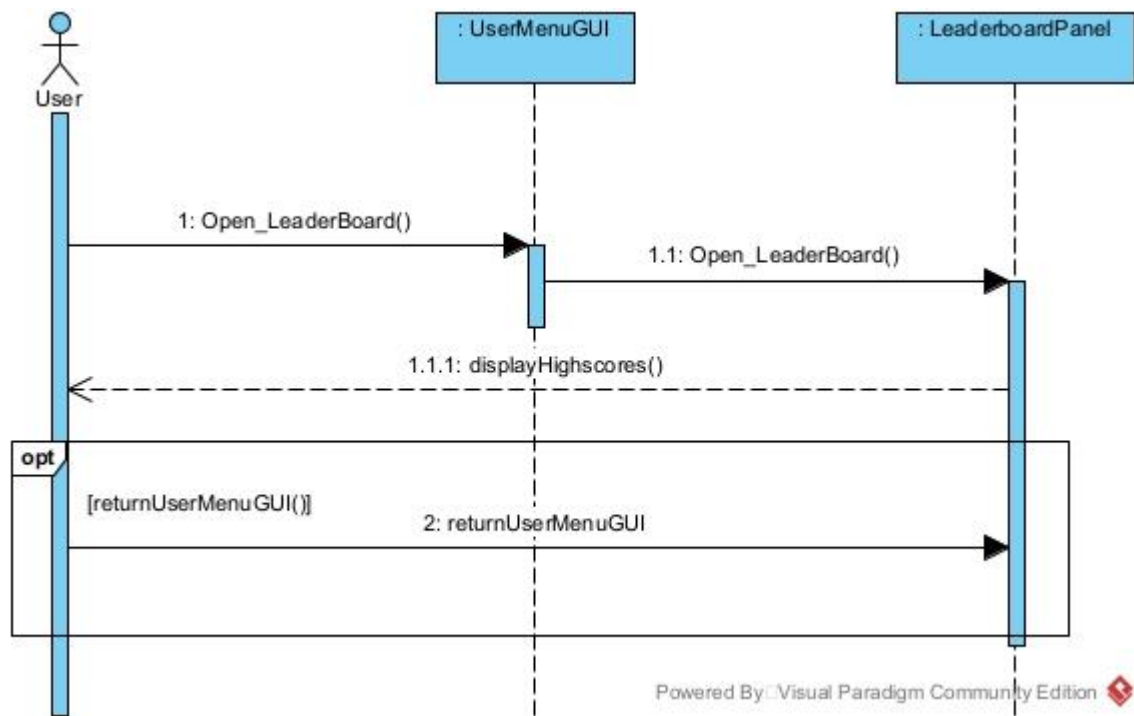 : UserMenuGUI
: LeaderboardPanel
User
1: Open_LeaderBoard()
1.1: Open_LeaderBoard()
1.1.1: displayHighscores()
opt
[returnUserMenuGUI()]
2: returnUserMenuGUI
Powered By Visual Paradigm Community Edition